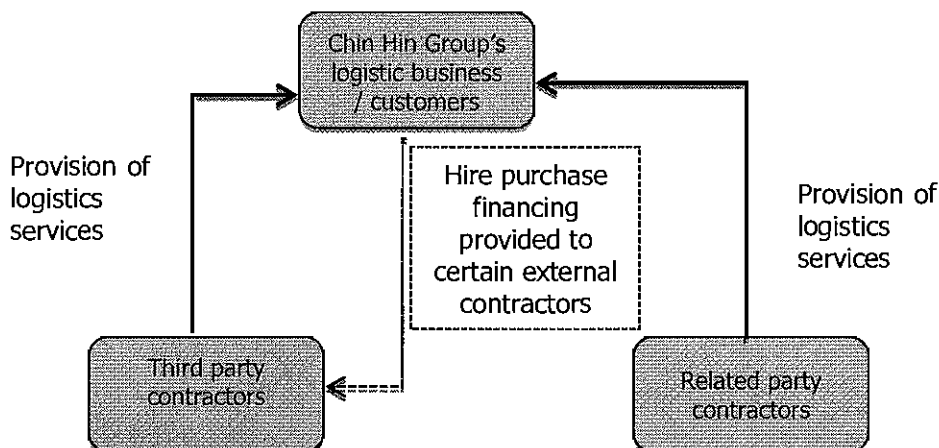 Chin Hin Group's
logistic business
/ customers
Provision of
logistics
services
Hire purchase
financing
provided to
certain external
contractors
Provision of
logistics
services
Third party
contractors
Related party
contractors